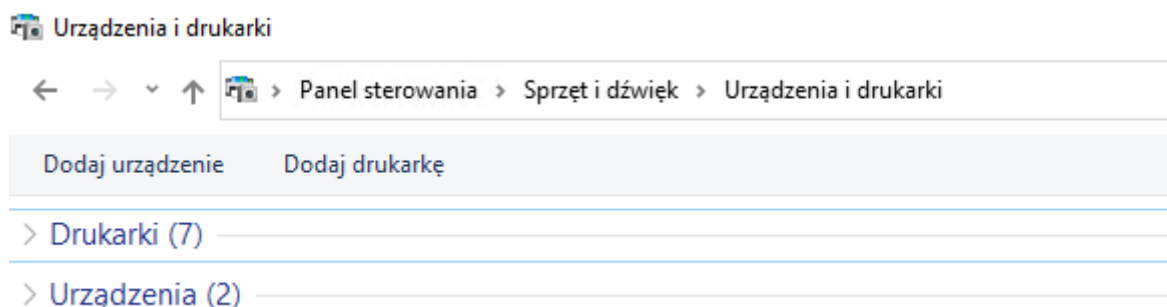 Urządzenia i drukarki
Panel sterowania > Sprzęt i dźwięk > Urządzenia i drukarki
Dodaj urządzenie Dodaj drukarkę
Drukarki (7)
Urządzenia (2)